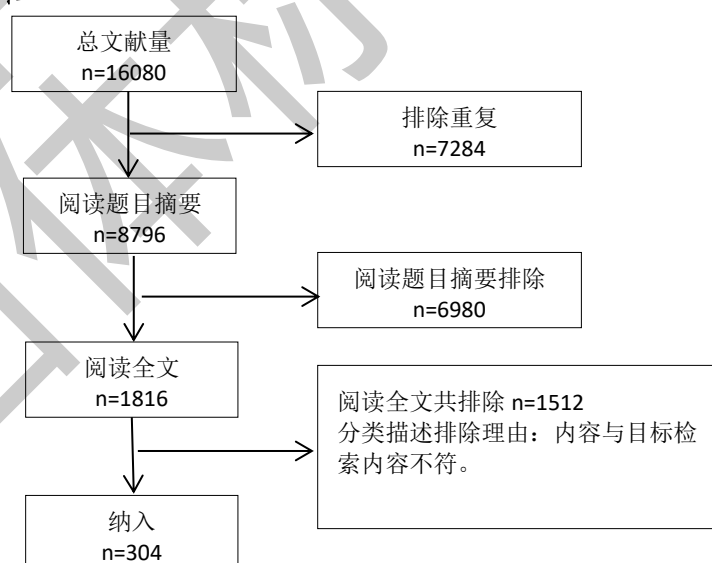 总文献量
n=16080
排除重复
n=7284
阅读题目摘要
n=8796
阅读题目摘要排除
n=6980
阅读全文
n=1816
阅读全文共排除 n=1512
分类描述排除理由：内容与目标检
索内容不符。
纳入
n=304